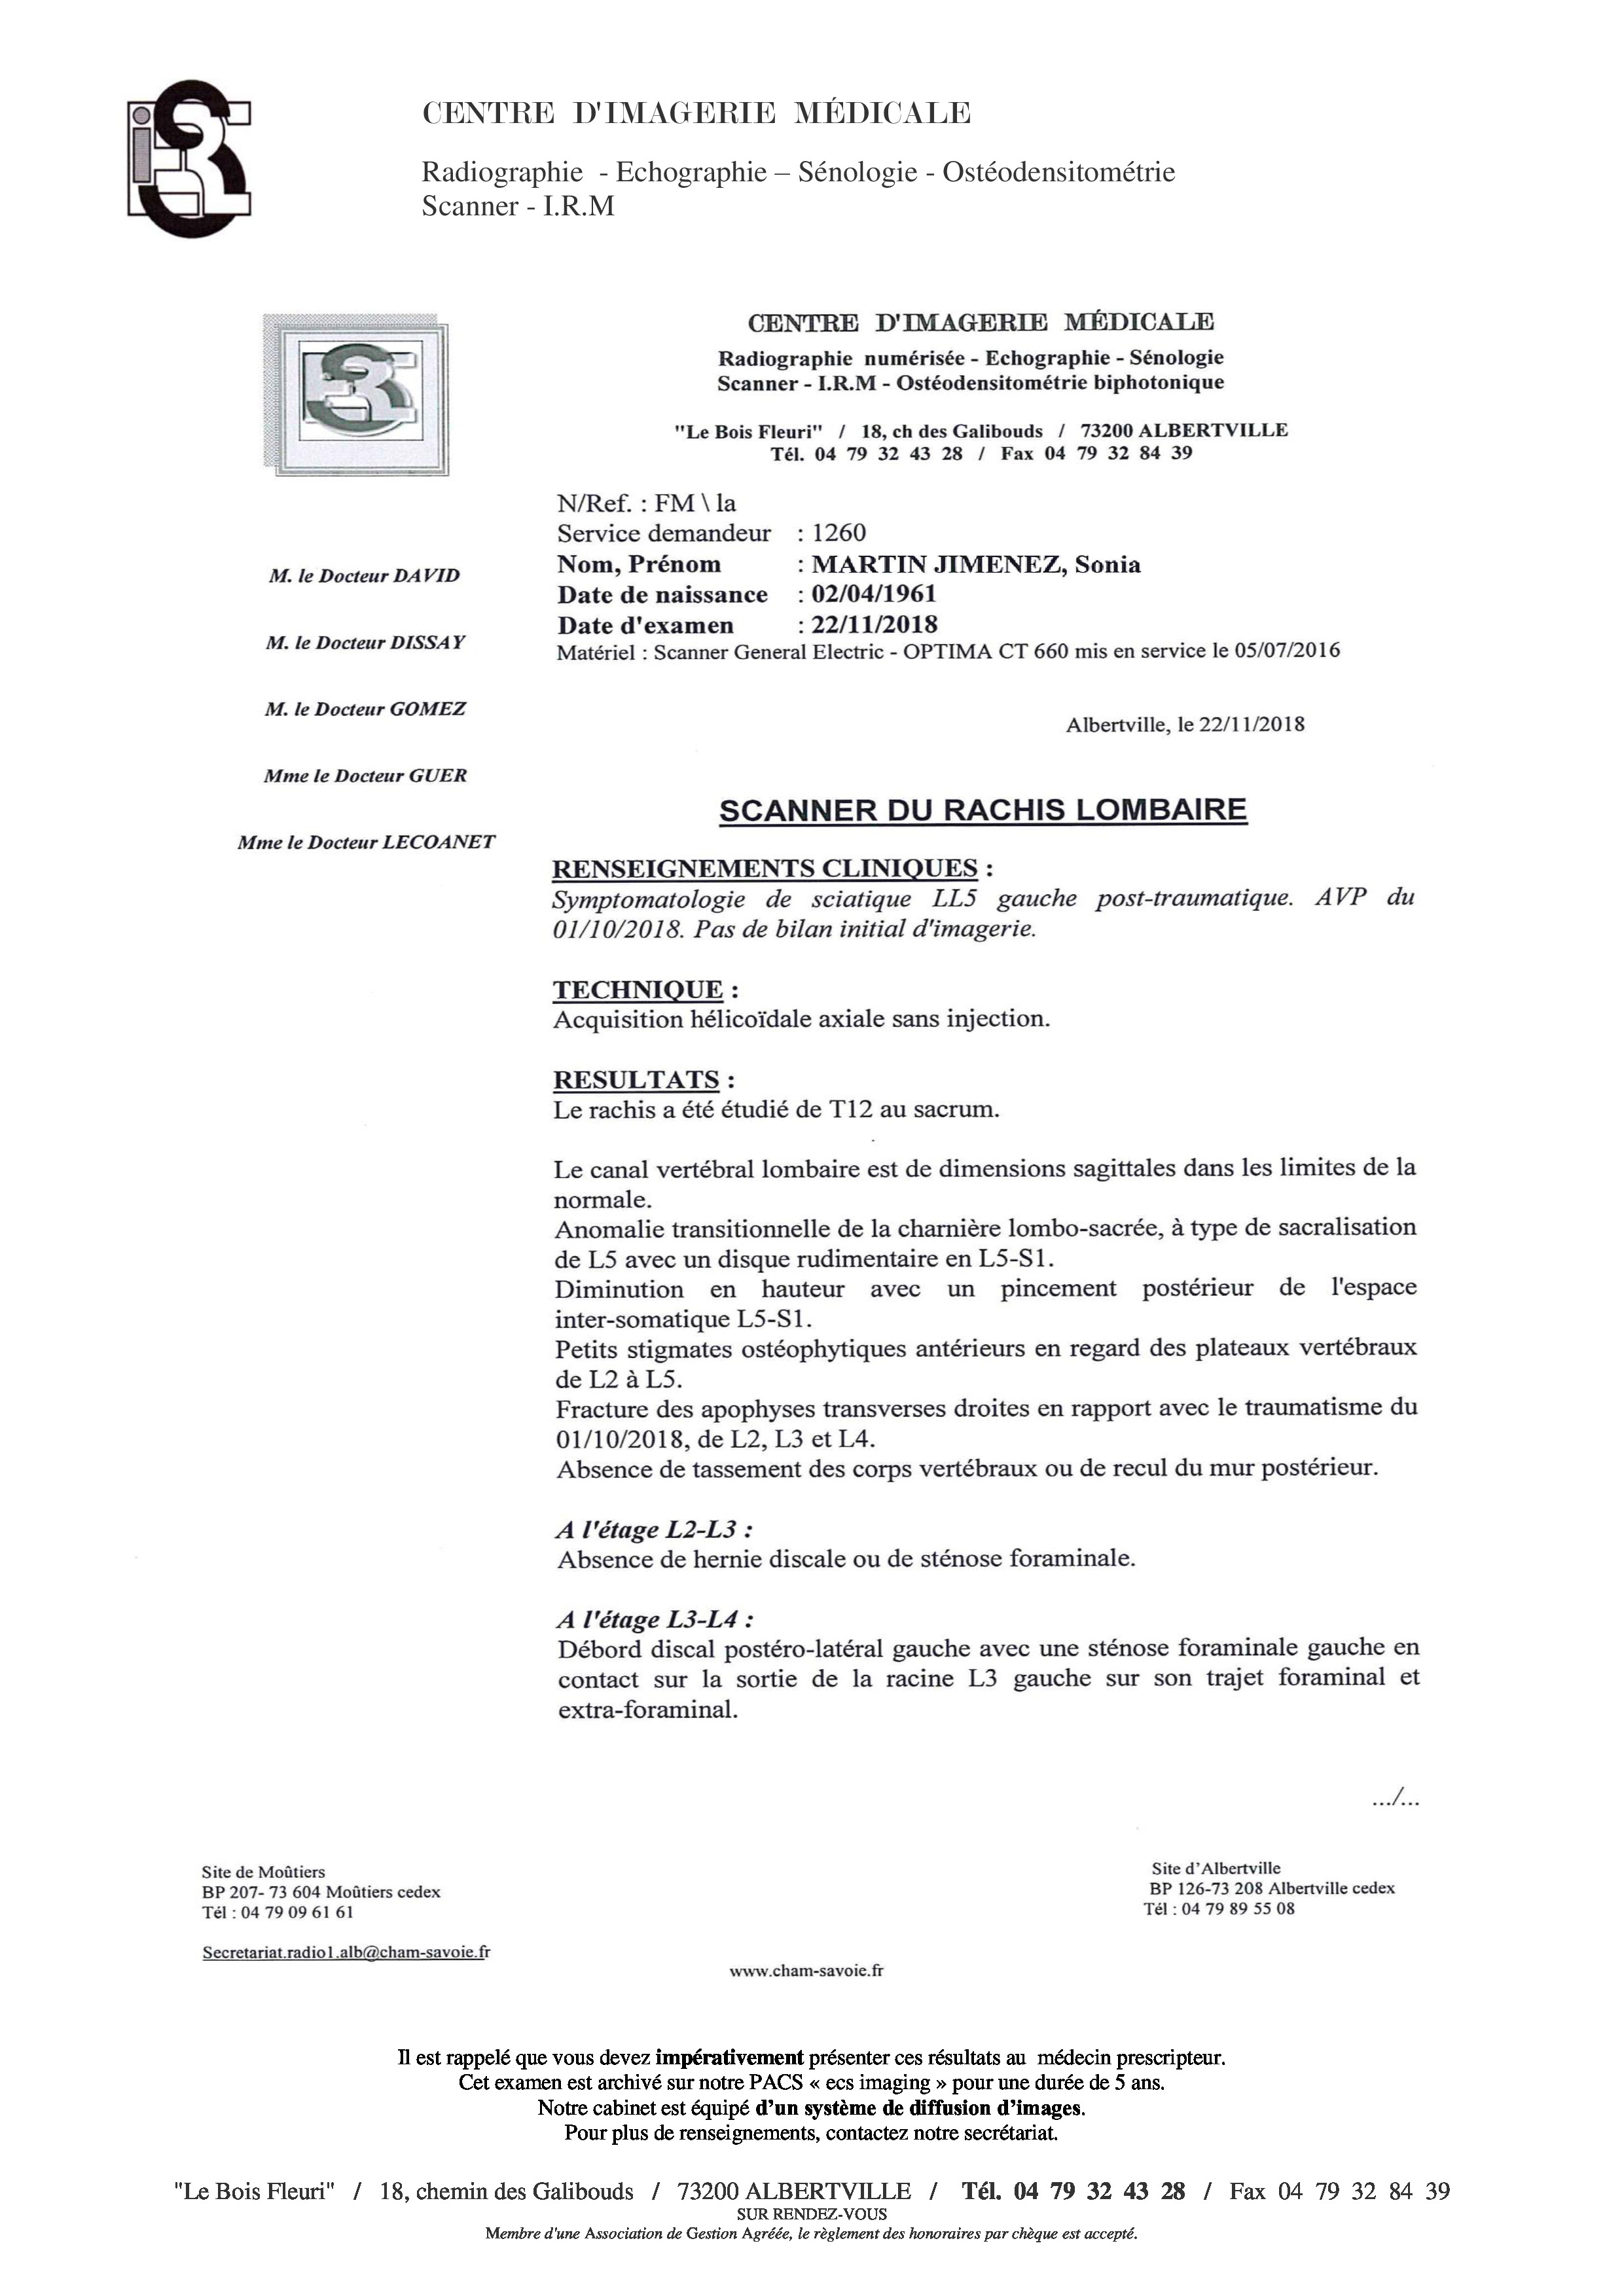 CENTRE D'IMAGERIE MÉDICALE
Radiographie - Echographie – Sénologie - Ostéodensitométrie
Scanner - I.R.M
CENTRE D'IMAGERIE MÉDICALE
Radiographie numérisée - Echographie - Sénologie
Scanner - I.R.M - Ostéodensitométrie biphotonique
"Le Bois Fleuri" / 18, ch des Galibouds / 73200 ALBERTVILLE
Tél. 04 79 32 43 28 / Fax 04 79 32 84 39
M. le Docteur DAVID
M. le Docteur DISSAY
M. le Docteur GOMEZ
Mme le Docteur GUER
Mme le Docteur LECOANET
N/Ref. : FM \ la
Service demandeur : 1260
Nom, Prénom : MARTIN JIMENEZ, Sonia
Date de naissance : 02/04/1961
Date d'examen : 22/11/2018
Matériel : Scanner General Electric - OPTIMA CT 660 mis en service le 05/07/2016
Albertville, le 22/11/2018
SCANNER DU RACHIS LOMBAIRE
RENSEIGNEMENTS CLINIQUES :
Symptomatologie de sciatique LL5 gauche post-traumatique. AVP du
01/10/2018. Pas de bilan initial d'imagerie.
TECHNIQUE :
Acquisition hélicoïdale axiale sans injection.
RESULTATS :
Le rachis a été étudié de T12 au sacrum.
Le canal vertébral lombaire est de dimensions sagittales dans les limites de la
normale.
Anomalie transitionnelle de la charnière lombo-sacrée, à type de sacralisation
de L5 avec un disque rudimentaire en L5-S1.
Diminution en hauteur avec un pincement postérieur de l'espace
inter-somatique L5-S1.
Petits stigmates ostéophytiques antérieurs en regard des plateaux vertébraux
de L2 à L5.
Fracture des apophyses transverses droites en rapport avec le traumatisme du
01/10/2018, de L2, L3 et L4.
Absence de tassement des corps vertébraux ou de recul du mur postérieur.
A l'étage L2-L3 :
Absence de hernie discale ou de sténose foraminale.
A l'étage L3-L4 :
Débord discal postéro-latéral gauche avec une sténose foraminale gauche en
contact sur la sortie de la racine L3 gauche sur son trajet foraminal et
extra-foraminal.
.../...
Site de Moûtiers
BP 207- 73 604 Moûtiers cedex
Tél : 04 79 09 61 61
Secretariat.radio1.alb@cham-savoie.fr
Site d'Albertville
BP 126-73 208 Albertville cedex
Tél : 04 79 89 55 08
www.cham-savoie.fr
Il est rappelé que vous devez impérativement présenter ces résultats au médecin prescripteur.
Cet examen est archivé sur notre PACS « ecs imaging » pour une durée de 5 ans.
Notre cabinet est équipé d'un système de diffusion d'images.
Pour plus de renseignements, contactez notre secrétariat.
"Le Bois Fleuri" / 18, chemin des Galibouds / 73200 ALBERTVILLE / Tél. 04 79 32 43 28 / Fax 04 79 32 84 39
SUR RENDEZ-VOUS
Membre d'une Association de Gestion Agréée, le règlement des honoraires par chèque est accepté.